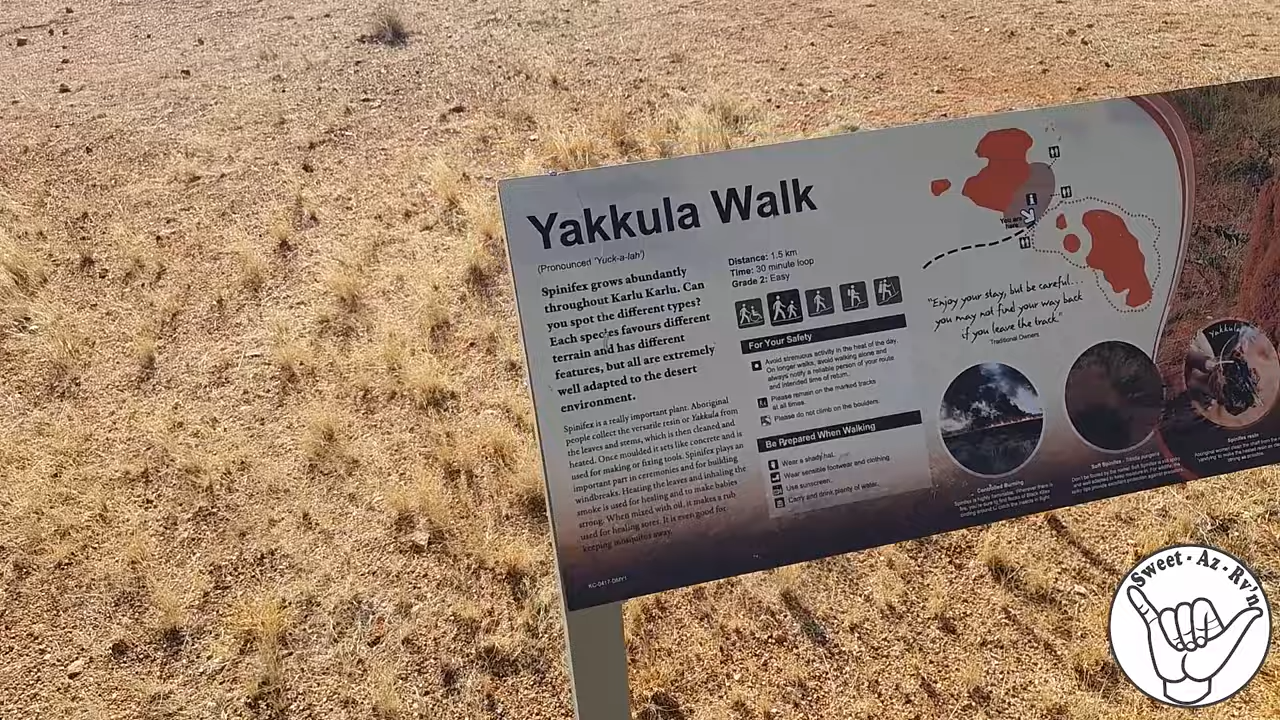 Yakkula Walk
(Pronounced 'Yuck-a-lah')
Spinifex grows abundantly
throughout Karlu Karlu. Can
you spot the different types?
Each species favours different
terrain and has different
features, but all are extremely
well adapted to the desert
environment.
Spinifex is a really important plant. Aboriginal
people collect the versatile resin or Yakkula from
the leaves and stems, which is then cleaned and
heated. Once moulded it sets like concrete and is
used for making or fixing tools. Spinifex plays an
important part in ceremonies and for building
windbreaks. Heating the leaves and inhaling the
smoke is used for healing and to make babies
strong. When mixed with oil, it makes a rub
used for healing sores. It is even good for
keeping mosquitos away.
KC-0417-DMY1
Distance: 1.5 km
Time: 30 minute loop
Grade 2: Easy
For Your Safety
Avoid strenuous activity in the heat of the day.
On longer walks, avoid walking alone and
always notify a reliable person of your route
and intended time of return.
Please remain on the marked tracks
at all times.
Please do not climb on the boulders.
Be Prepared When Walking
Wear a shady hat.
Wear sensible footwear and clothing.
Use sunscreen.
Carry and drink plenty of water.
You are
here
"Enjoy your stay, but be careful...
you may not find your way back
if you leave the track."
Traditional Owners.
Controlled Burning
Soft Spinifex
Yakkula
Spinifex resin
Sweet · Az · Rv'n